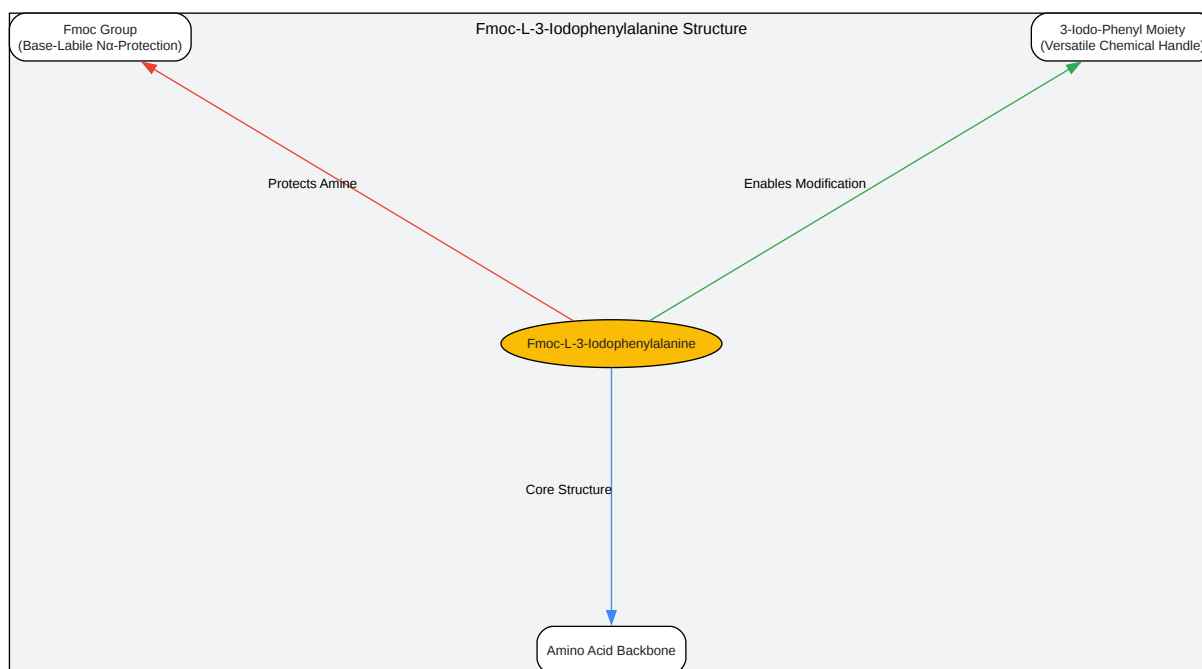 Fmoc-L-3-Iodophenylalanine Structure
Fmoc Group
(Base-Labile Nα-Protection)
3-Iodo-Phenyl Moiety
(Versatile Chemical Handle)
Protects Amine
Enables Modification
Fmoc-L-3-Iodophenylalanine
Core Structure
Amino Acid Backbone